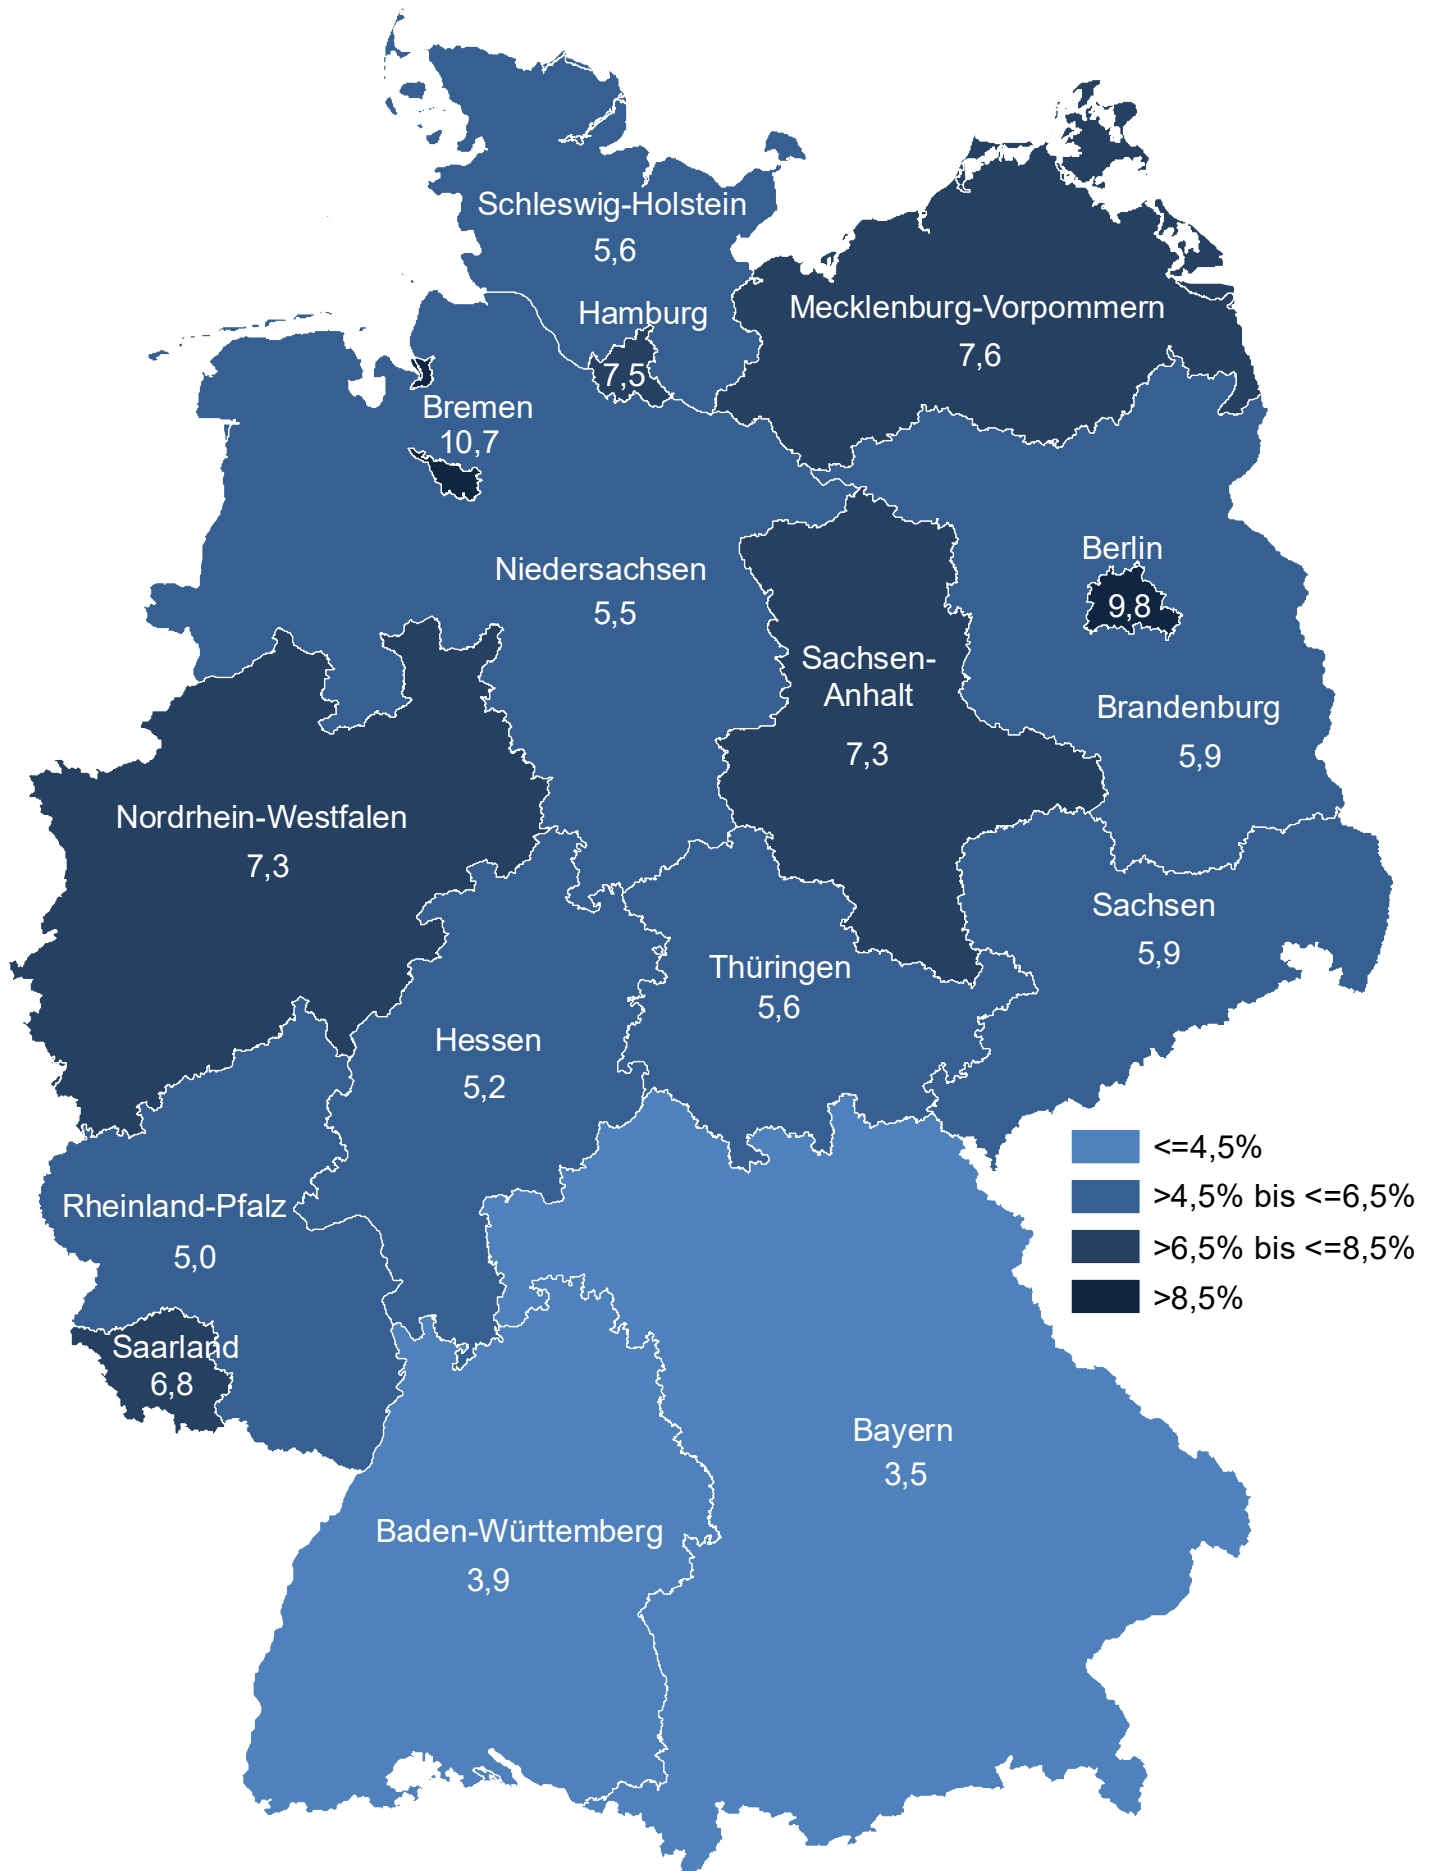 Schleswig-Holstein
5,6
Hamburg
7,5
Mecklenburg-Vorpommern
7,6
Bremen
10,7
Niedersachsen
5,5
Berlin
9,8
Sachsen-
Anhalt
7,3
Brandenburg
5,9
Nordrhein-Westfalen
7,3
Sachsen
5,9
Thüringen
5,6
Hessen
5,2
Rheinland-Pfalz
5,0
Saarland
6,8
<=4,5%
>4,5% bis <=6,5%
>6,5% bis <=8,5%
>8,5%
Bayern
3,5
Baden-Württemberg
3,9